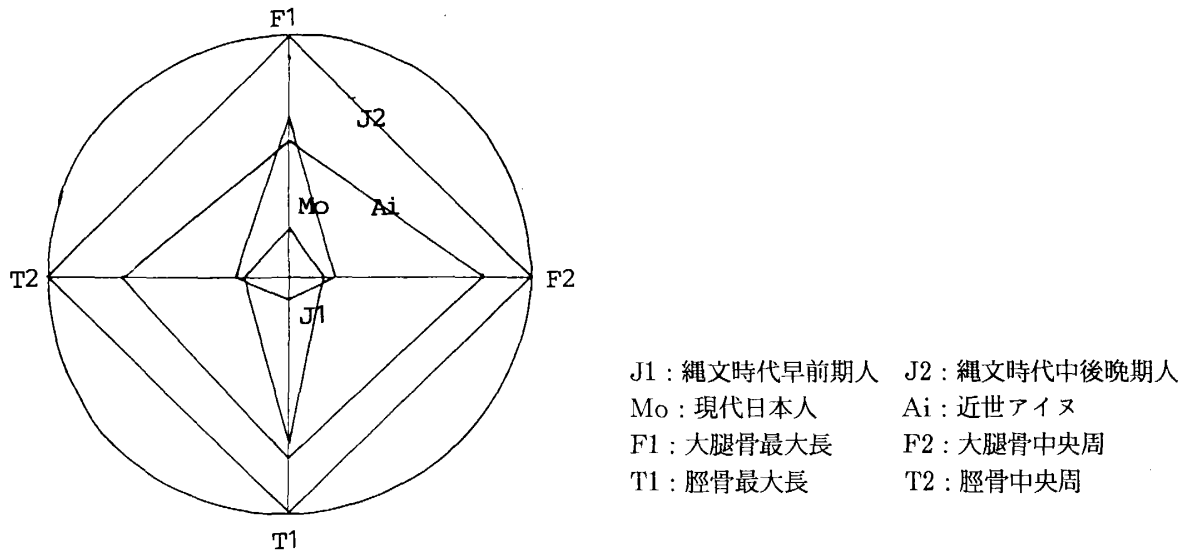 F1
J2
Mo Ai
T2 F2
J1
T1
J1：縄文時代早前期人 J2：縄文時代中後晩期人
Mo：現代日本人 Ai：近世アイヌ
F1：大腿骨最大長 F2：大腿骨中央周
T1：脛骨最大長 T2：脛骨中央周